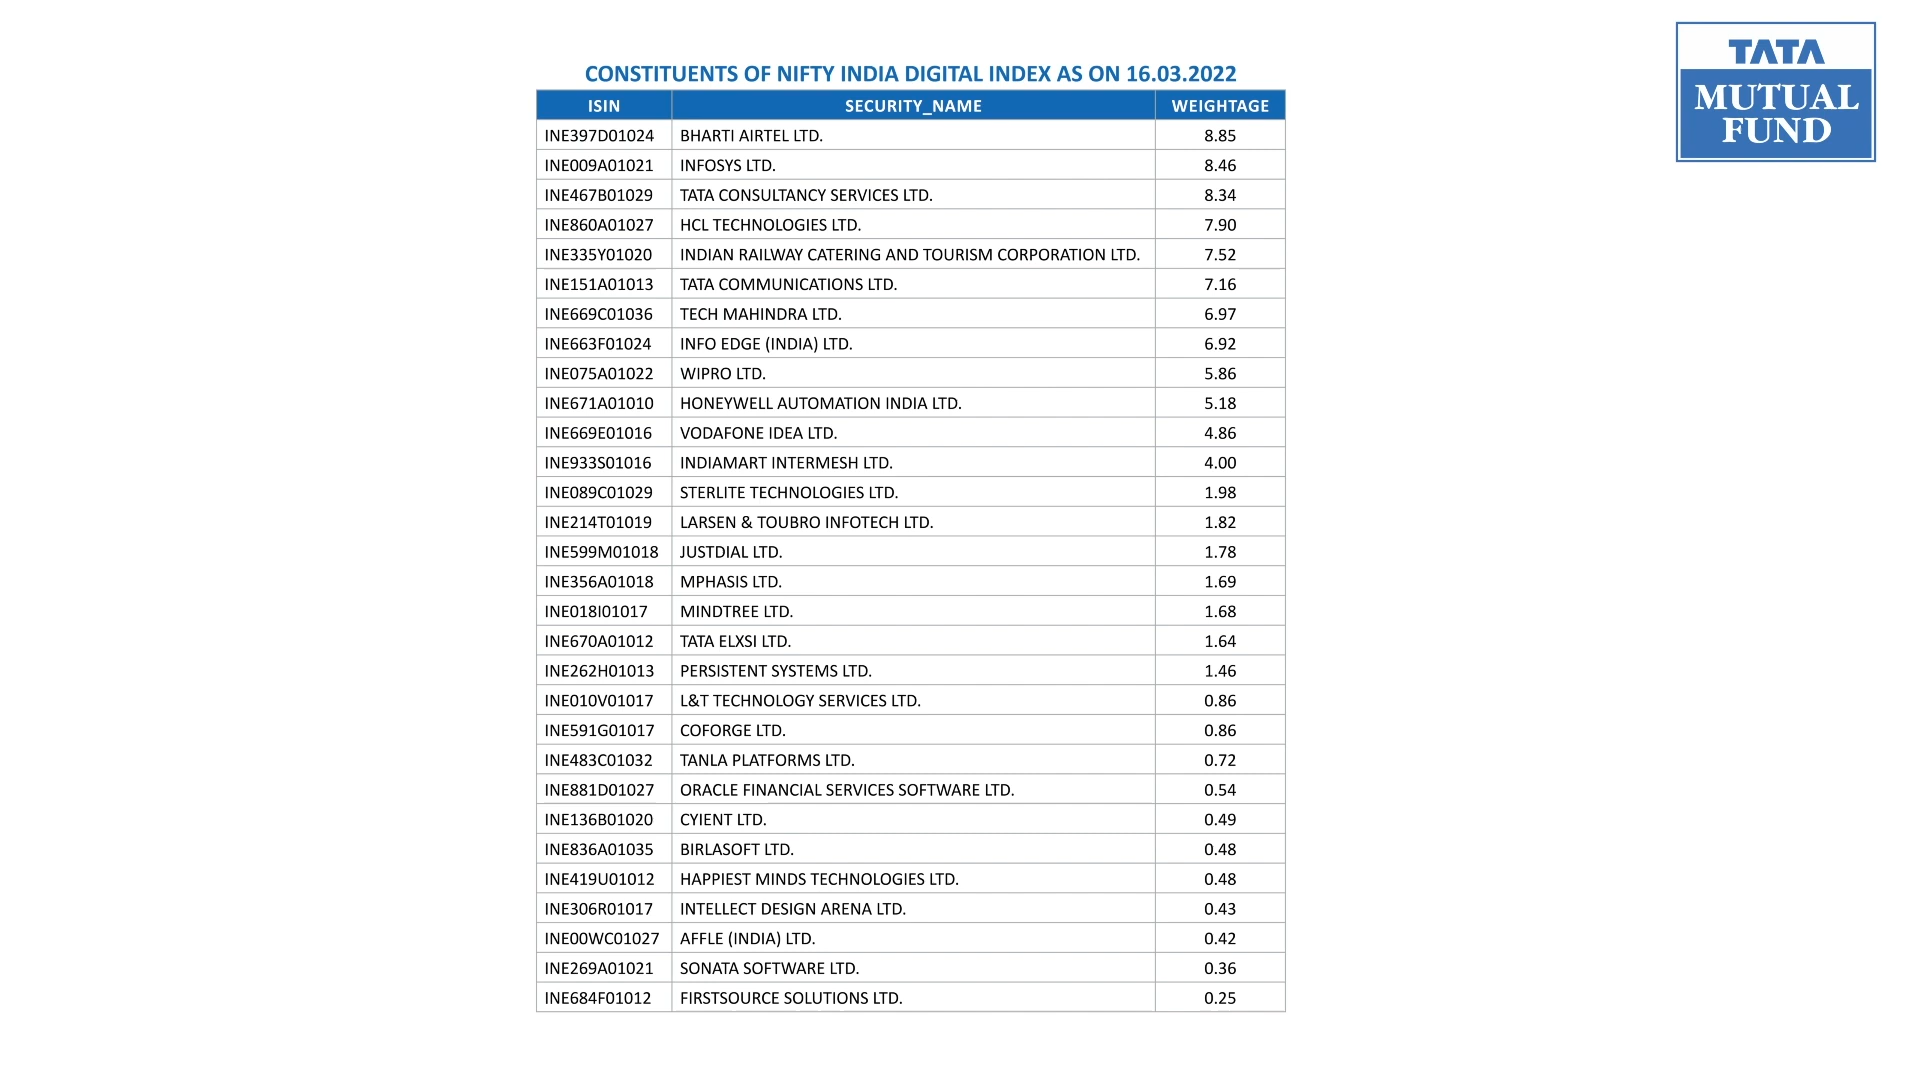 TATA
MUTUAL
FUND
CONSTITUENTS OF NIFTY INDIA DIGITAL INDEX AS ON 16.03.2022
ISIN SECURITY_NAME WEIGHTAGE
INE397D01024 BHARTI AIRTEL LTD. 8.85
INE009A01021 INFOSYS LTD. 8.46
INE467B01029 TATA CONSULTANCY SERVICES LTD. 8.34
INE860A01027 HCL TECHNOLOGIES LTD. 7.90
INE335Y01020 INDIAN RAILWAY CATERING AND TOURISM CORPORATION LTD. 7.52
INE151A01013 TATA COMMUNICATIONS LTD. 7.16
INE669C01036 TECH MAHINDRA LTD. 6.97
INE663F01024 INFO EDGE (INDIA) LTD. 6.92
INE075A01022 WIPRO LTD. 5.86
INE671A01010 HONEYWELL AUTOMATION INDIA LTD. 5.18
INE669E01016 VODAFONE IDEA LTD. 4.86
INE933S01016 INDIAMART INTERMESH LTD. 4.00
INE089C01029 STERLITE TECHNOLOGIES LTD. 1.98
INE214T01019 LARSEN & TOUBRO INFOTECH LTD. 1.82
INE599M01018 JUSTDIAL LTD. 1.78
INE356A01018 MPHASIS LTD. 1.69
INE018I01017 MINDTREE LTD. 1.68
INE670A01012 TATA ELXSI LTD. 1.64
INE262H01013 PERSISTENT SYSTEMS LTD. 1.46
INE010V01017 L&T TECHNOLOGY SERVICES LTD. 0.86
INE591G01017 COFORGE LTD. 0.86
INE483C01032 TANLA PLATFORMS LTD. 0.72
INE881D01027 ORACLE FINANCIAL SERVICES SOFTWARE LTD. 0.54
INE136B01020 CYIENT LTD. 0.49
INE836A01035 BIRLASOFT LTD. 0.48
INE419U01012 HAPPIEST MINDS TECHNOLOGIES LTD. 0.48
INE306R01017 INTELLECT DESIGN ARENA LTD. 0.43
INE00WC01027 AFFLE (INDIA) LTD. 0.42
INE269A01021 SONATA SOFTWARE LTD. 0.36
INE684F01012 FIRSTSOURCE SOLUTIONS LTD. 0.25